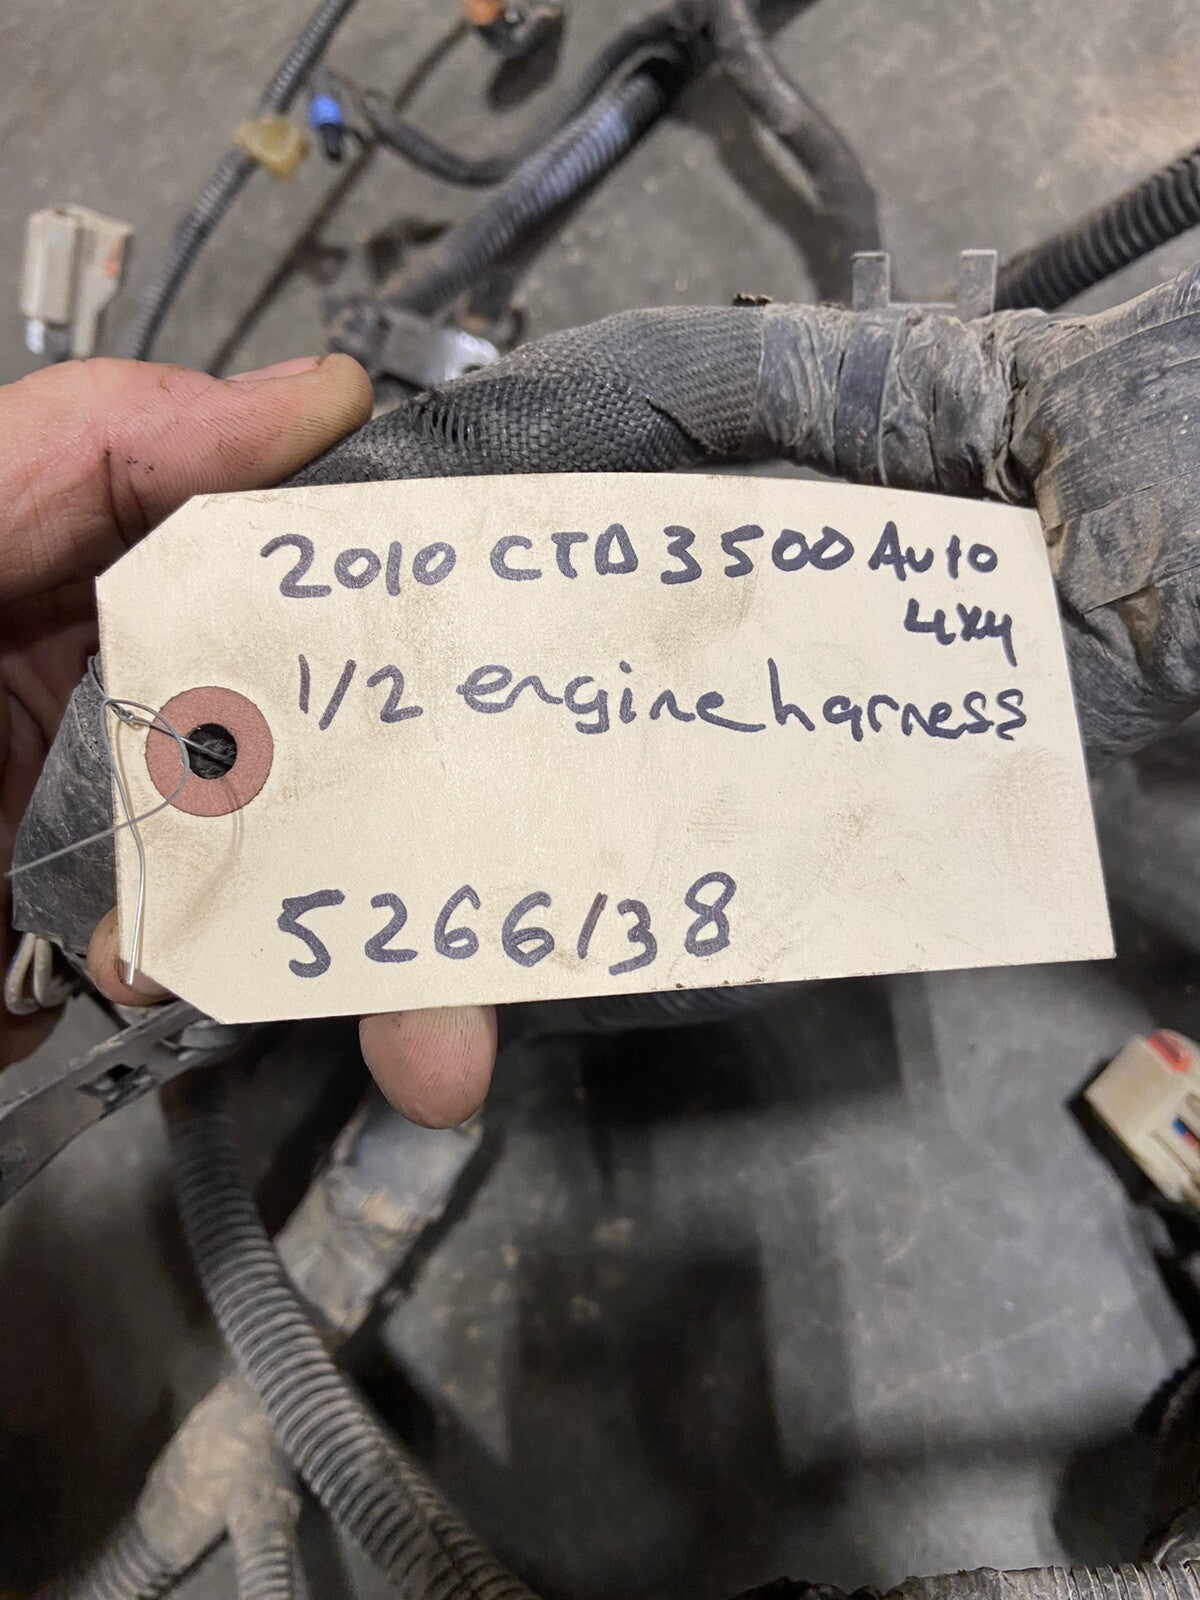 2010 CTD 3500 Auto
4x4
1/2 engine harness
5266138